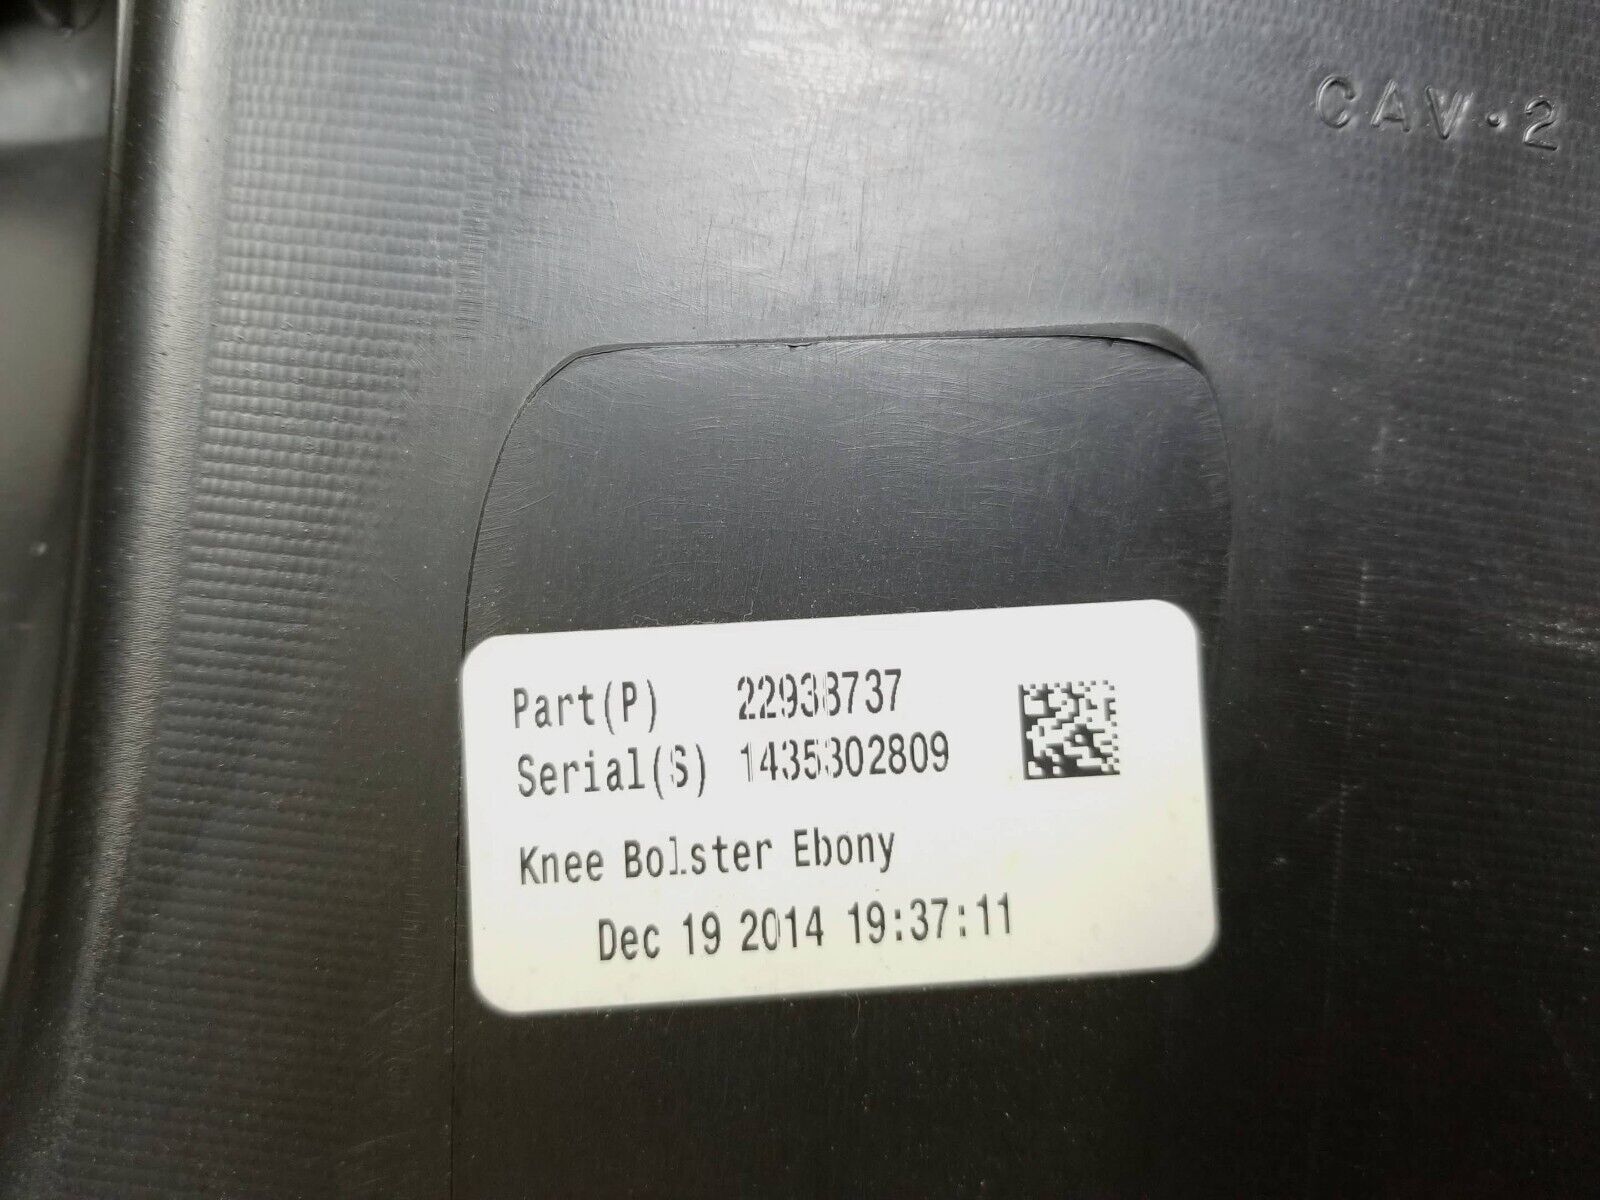 CAV.2
Part(P) 22938737
Serial(S) 1435302809
Knee Bolster Ebony
Dec 19 2014 19:37:11